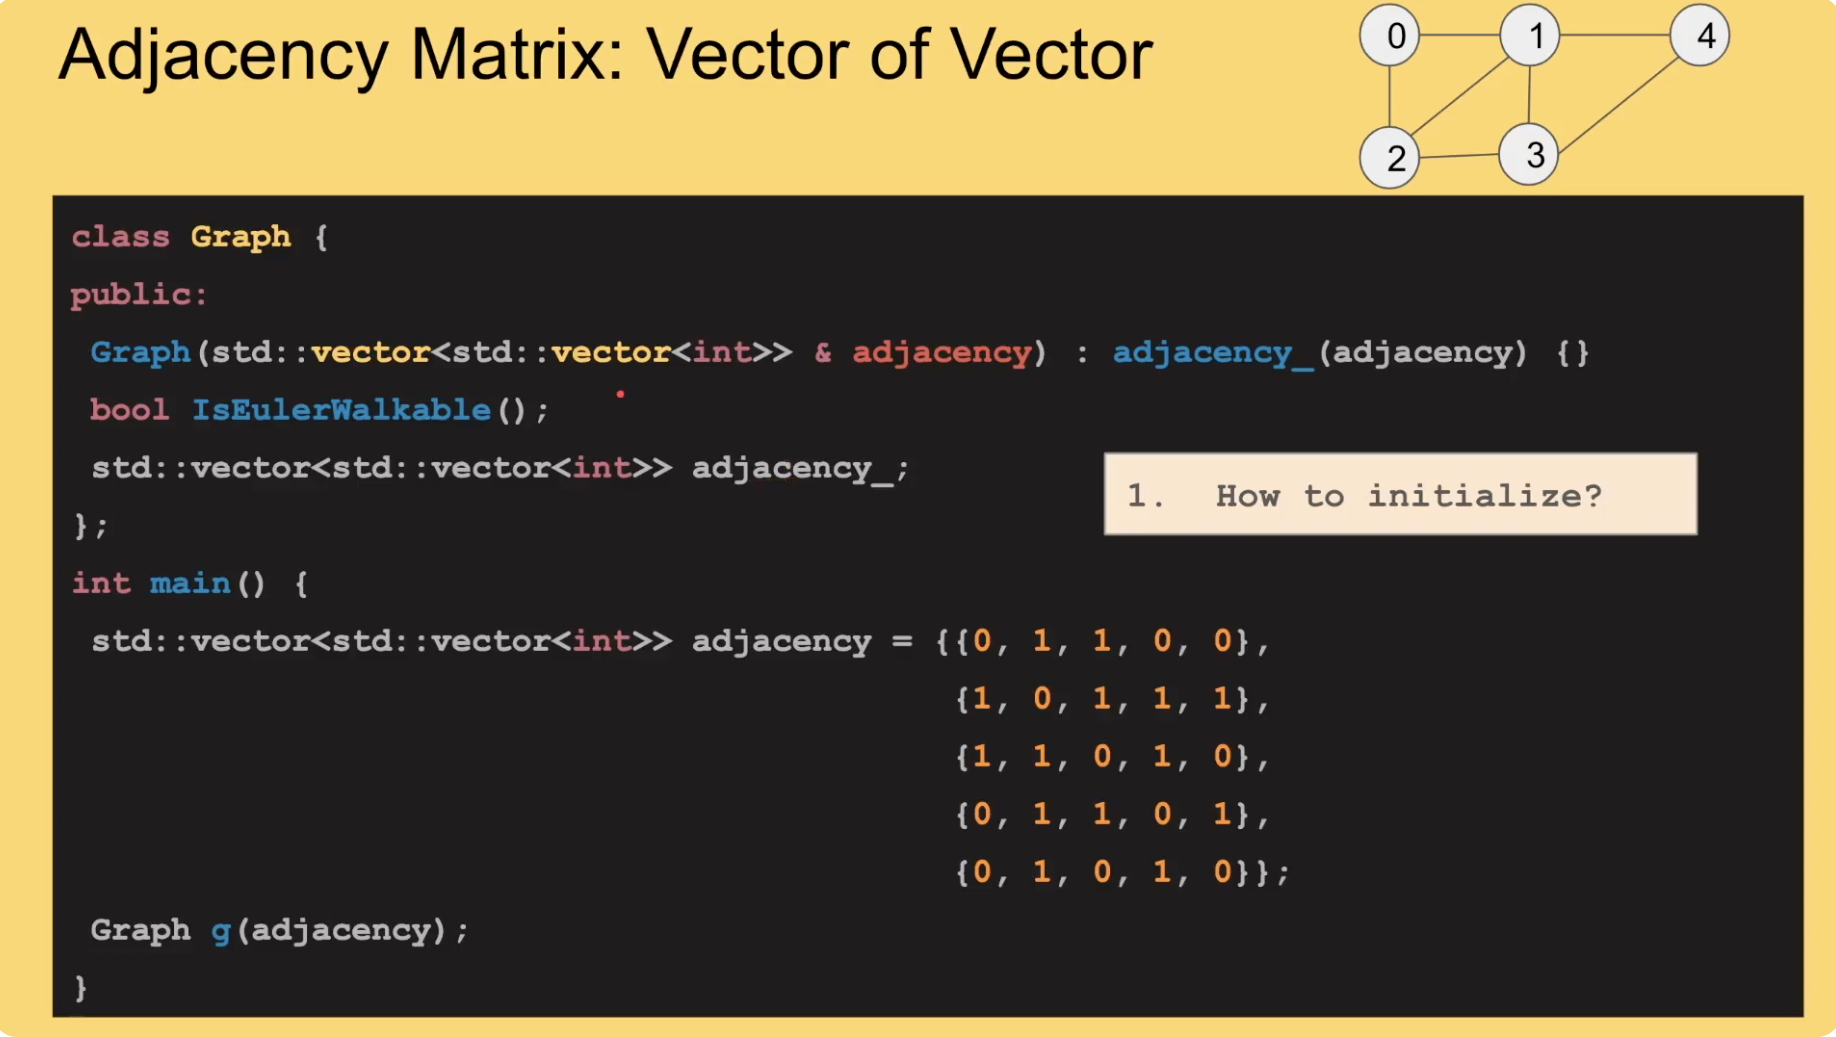 Adjacency Matrix: Vector of Vector
0 1 4
2 3
class Graph {
public:
Graph(std::vector<std::vector<int>> & adjacency) : adjacency_(adjacency) {}
bool IsEulerWalkable();
std::vector<std::vector<int>> adjacency_;
1. How to initialize?
};
int main() {
std::vector<std::vector<int>> adjacency = {{0, 1, 1, 0, 0},
{1, 0, 1, 1, 1},
{1, 1, 0, 1, 0},
{0, 1, 1, 0, 1},
{0, 1, 0, 1, 0}};
Graph g(adjacency);
}